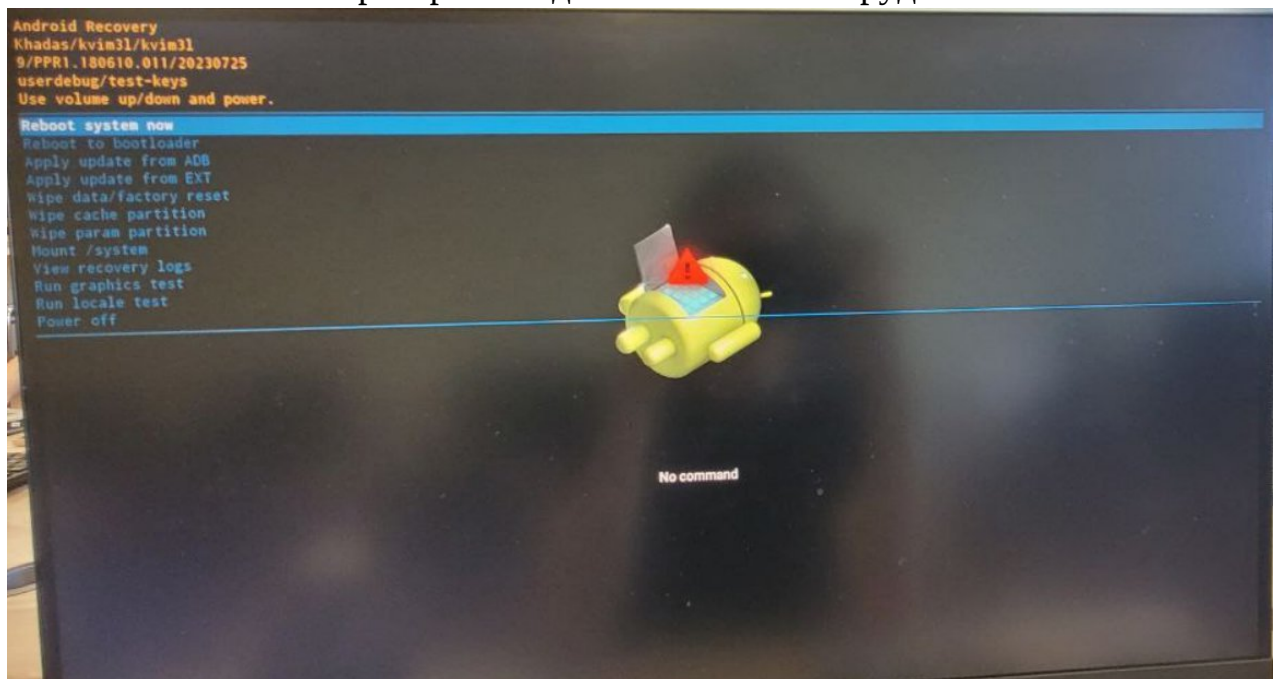 Android Recovery
Khadas/kvim3l/kvim3l
9/PPR1.180610.011/20230725
userdebug/test-keys
Use volume up/down and power.
Reboot system now
Reboot to bootloader
Apply update from ADB
Apply update from EXT
Wipe data/factory reset
Wipe cache partition
Wipe param partition
Mount /system
View recovery logs
Run graphics test
Run locale test
Power off
No command